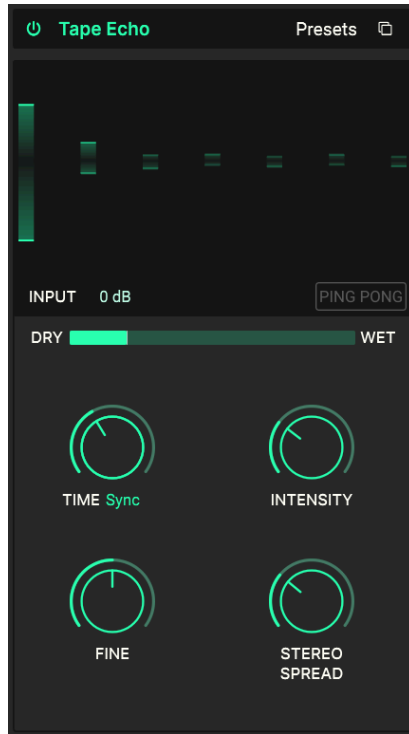 Tape Echo Presets
INPUT 0 dB PING PONG
DRY WET
TIME Sync INTENSITY
FINE STEREO
SPREAD